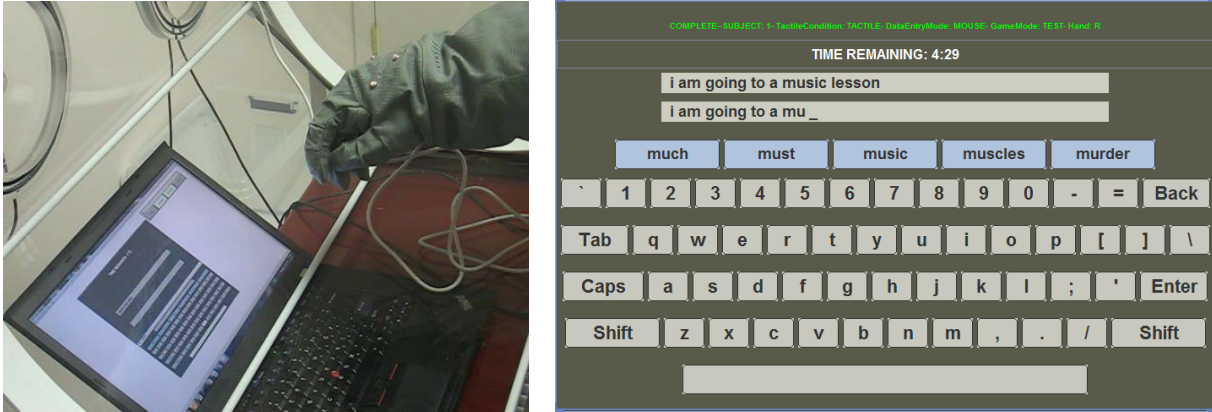 COMPLETE--SUBJECT: 1- TactileCondition: TACTILE- DataEntryMode: MOUSE- GameMode: TEST- Hand: R
TIME REMAINING: 4:29
i am going to a music lesson
i am going to a mu _
much must music muscles murder
` 1 2 3 4 5 6 7 8 9 0 - = Back
Tab q w e r t y u i o p [ ] \
Caps a s d f g h j k l ; ' Enter
Shift z x c v b n m , . / Shift